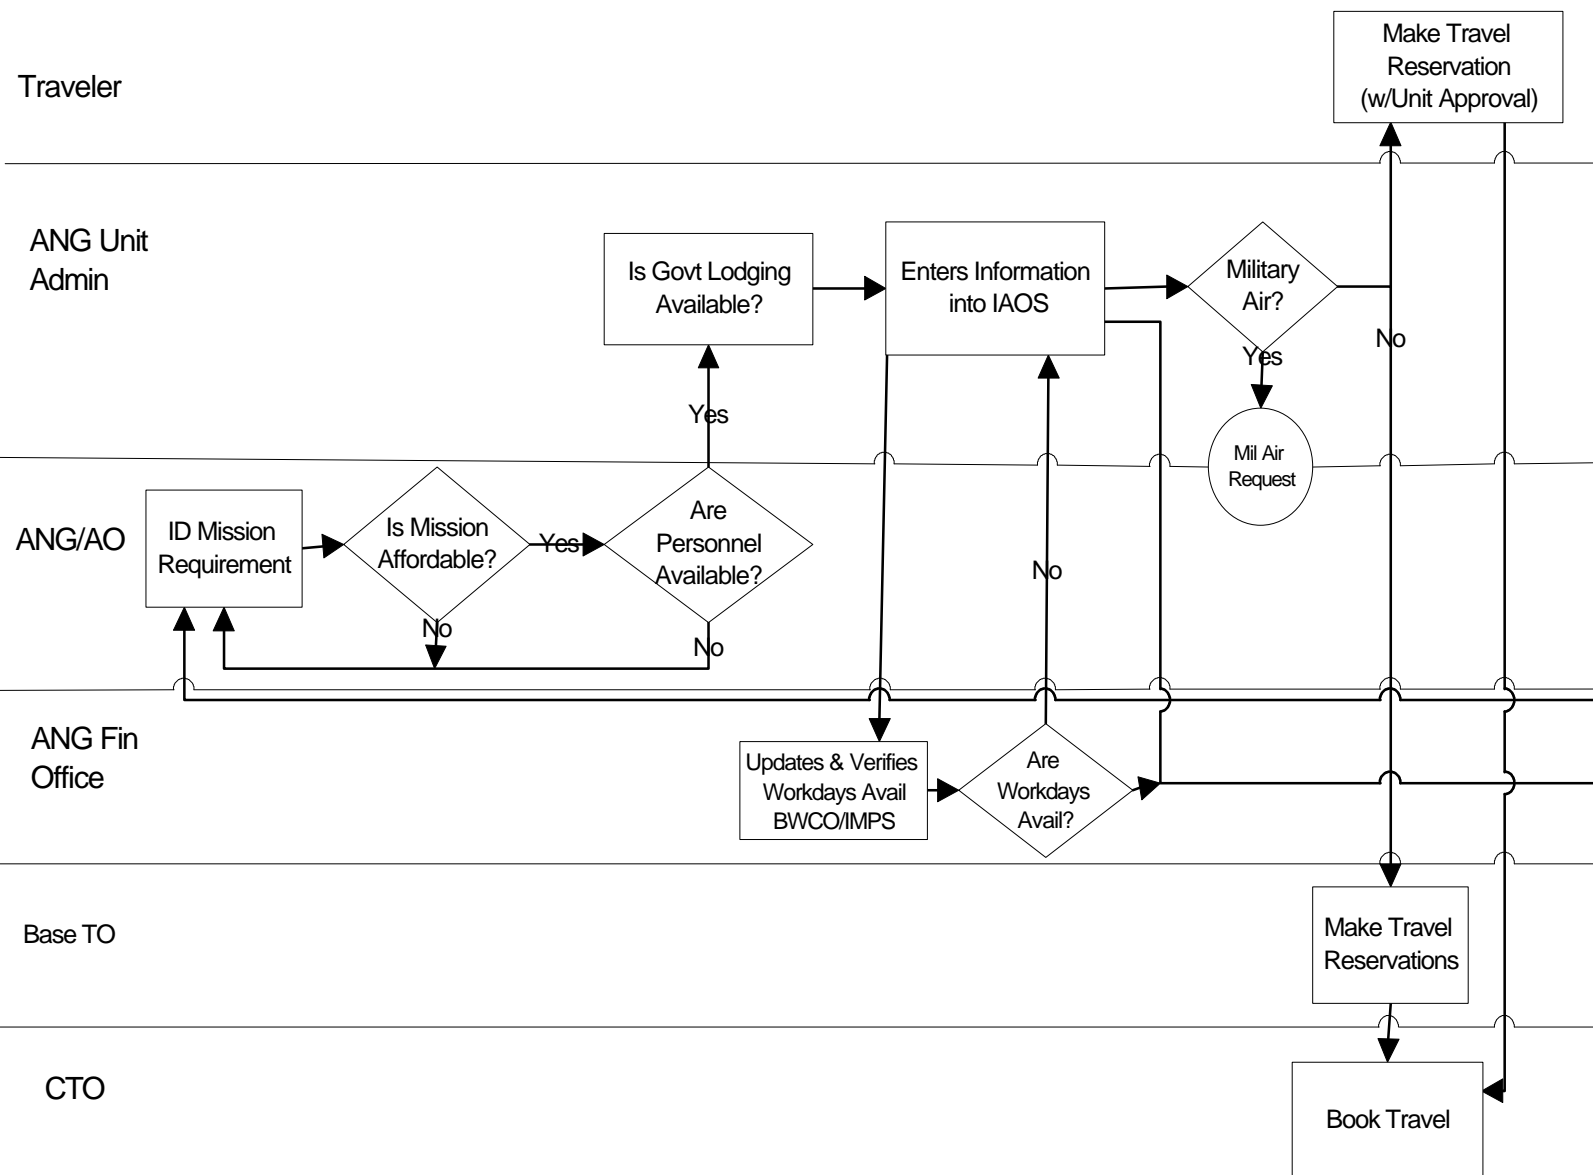 Make Travel
Reservation
(w/Unit Approval)
Traveler
ANG Unit
Admin
Is Govt Lodging
Available?
Enters Information
into IAOS
Military
Air?
No
Yes
Yes
Mil Air
Request
ANG/AO
ID Mission
Requirement
Is Mission
Affordable?
Yes
Are
Personnel
Available?
No
No
No
ANG Fin
Office
Updates & Verifies
Workdays Avail
BWCO/IMPS
Are
Workdays
Avail?
Base TO
Make Travel
Reservations
CTO
Book Travel